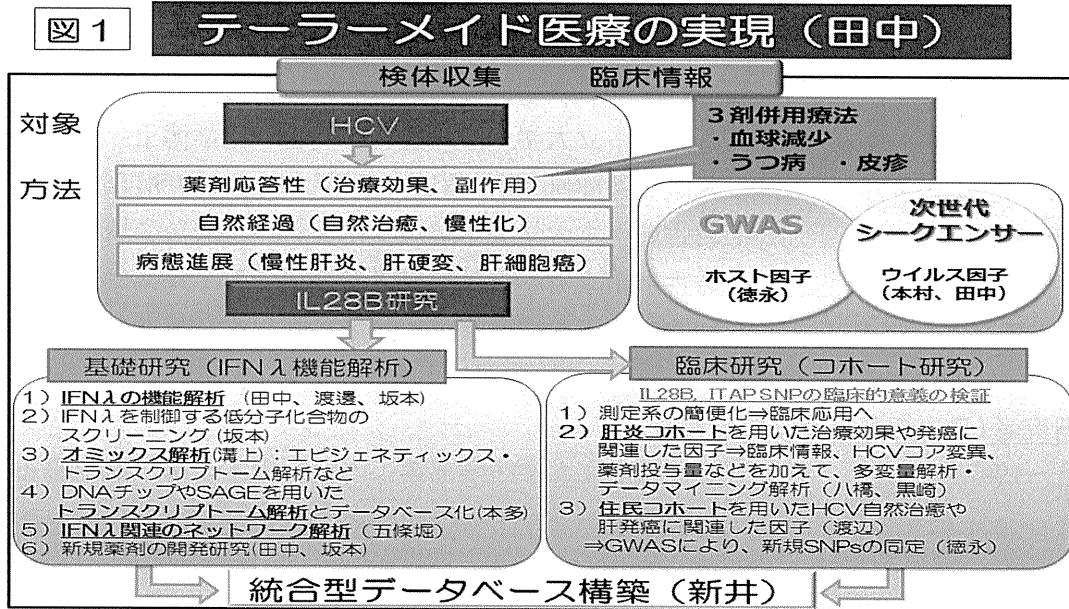 図1
テーラーメイド医療の実現（田中）
検体収集　　臨床情報
対象
HCV
3剤併用療法
・血球減少
・うつ病　・皮疹
方法
薬剤応答性（治療効果、副作用）
自然経過（自然治癒、慢性化）
病態進展（慢性肝炎、肝硬変、肝細胞癌）
IL28B研究
GWAS
ホスト因子
（徳永）
次世代
シークエンサー
ウイルス因子
（本村、田中）
基礎研究（IFNλ機能解析）
1）IFNλの機能解析　（田中、渡邊、坂本）
2）IFNλを制御する低分子化合物の
スクリーニング（坂本）
3）オミックス解析（溝上）：エピジェネティックス・
トランスクリプトーム解析など
4）DNAチップやSAGEを用いた
トランスクリプトーム解析とデータベース化（本多）
5）IFNλ関連のネットワーク解析（五條堀）
6）新規薬剤の開発研究（田中、坂本）
臨床研究（コホート研究）
IL28B, ITAP SNPの臨床的意義の検証
1）測定系の簡便化⇒臨床応用へ
2）肝炎コホートを用いた治療効果や発癌に
関連した因子⇒臨床情報、HCVコア変異、
薬剤投与量などを加えて、多変量解析・
データマイニング解析（八橋、黒崎）
3）住民コホートを用いたHCV自然治癒や
肝発癌に関連した因子（渡辺）
⇒GWASにより、新規SNPsの同定（徳永）
統合型データベース構築（新井）